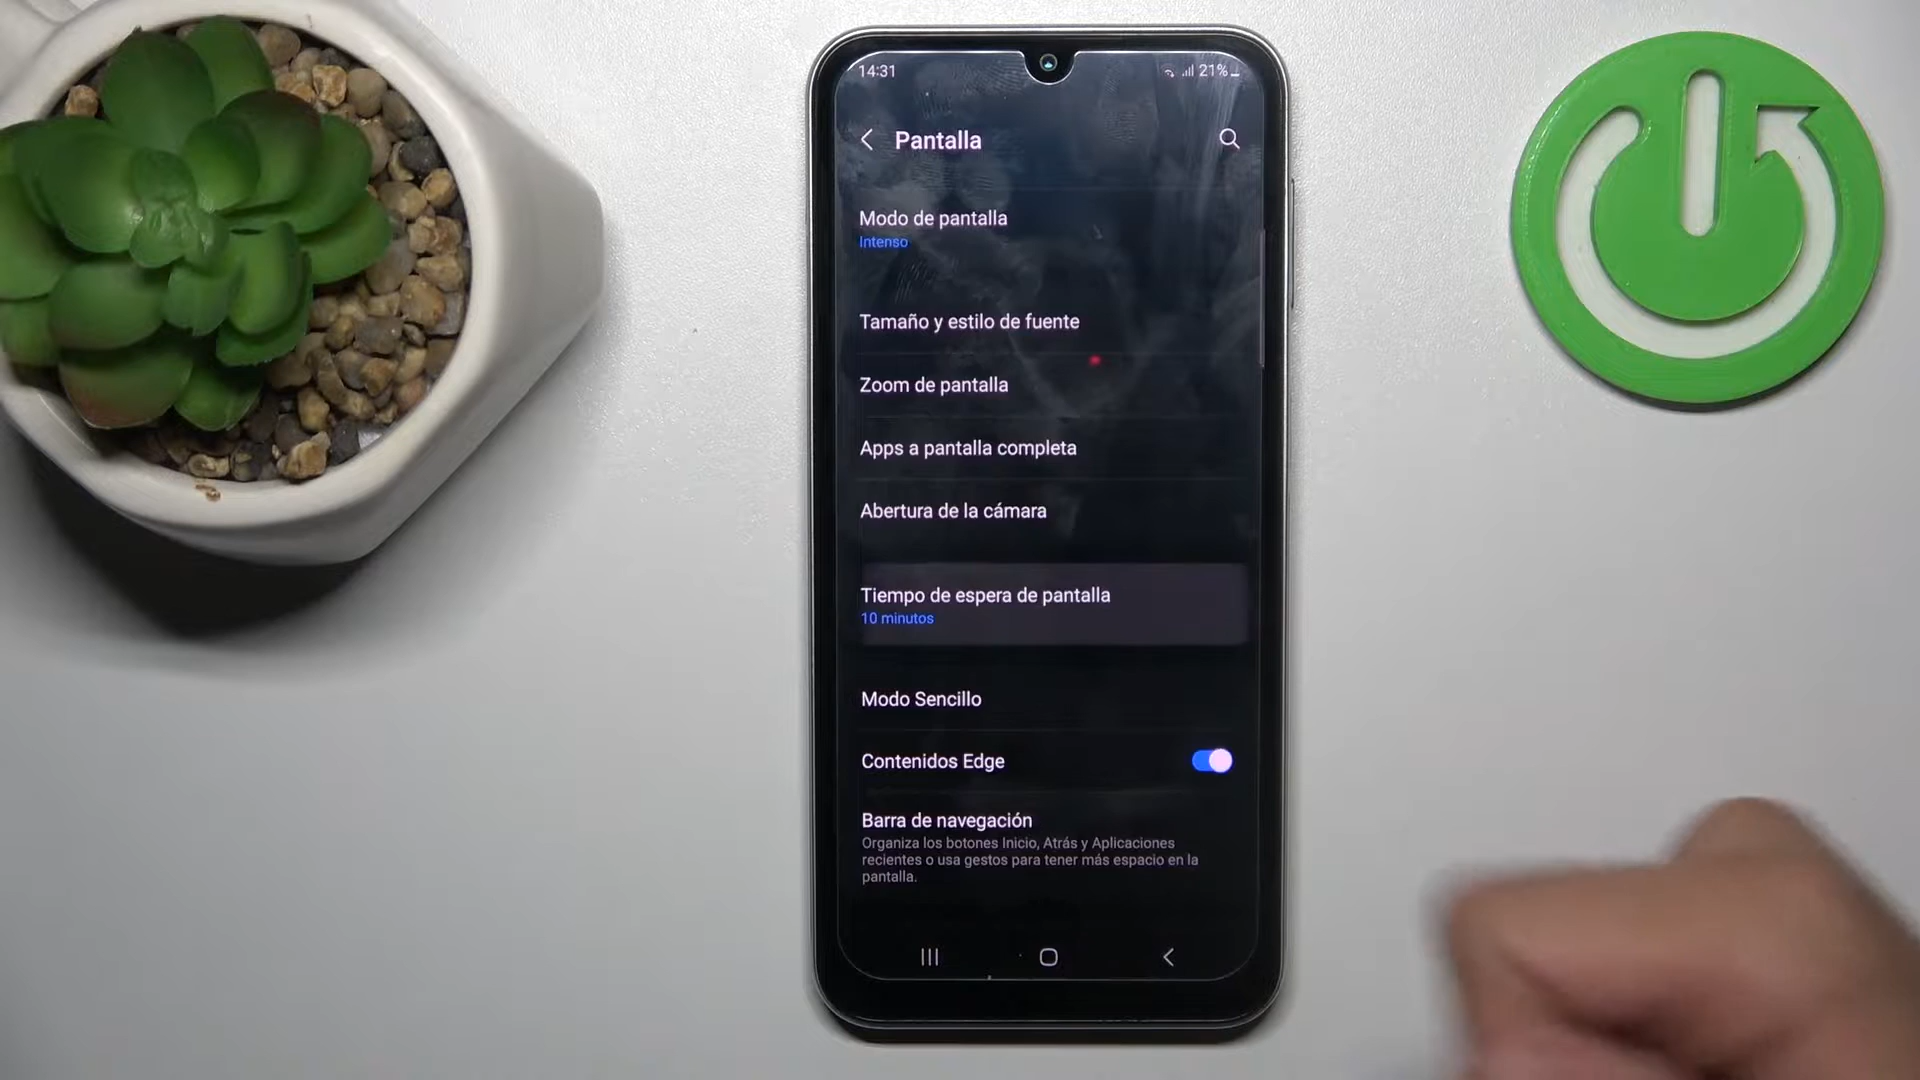 14:31
21%
Pantalla
Modo de pantalla
Intenso
Tamaño y estilo de fuente
Zoom de pantalla
Apps a pantalla completa
Abertura de la cámara
Tiempo de espera de pantalla
10 minutos
Modo Sencillo
Contenidos Edge
Barra de navegación
Organiza los botones Inicio, Atrás y Aplicaciones
recientes o usa gestos para tener más espacio en la
pantalla.